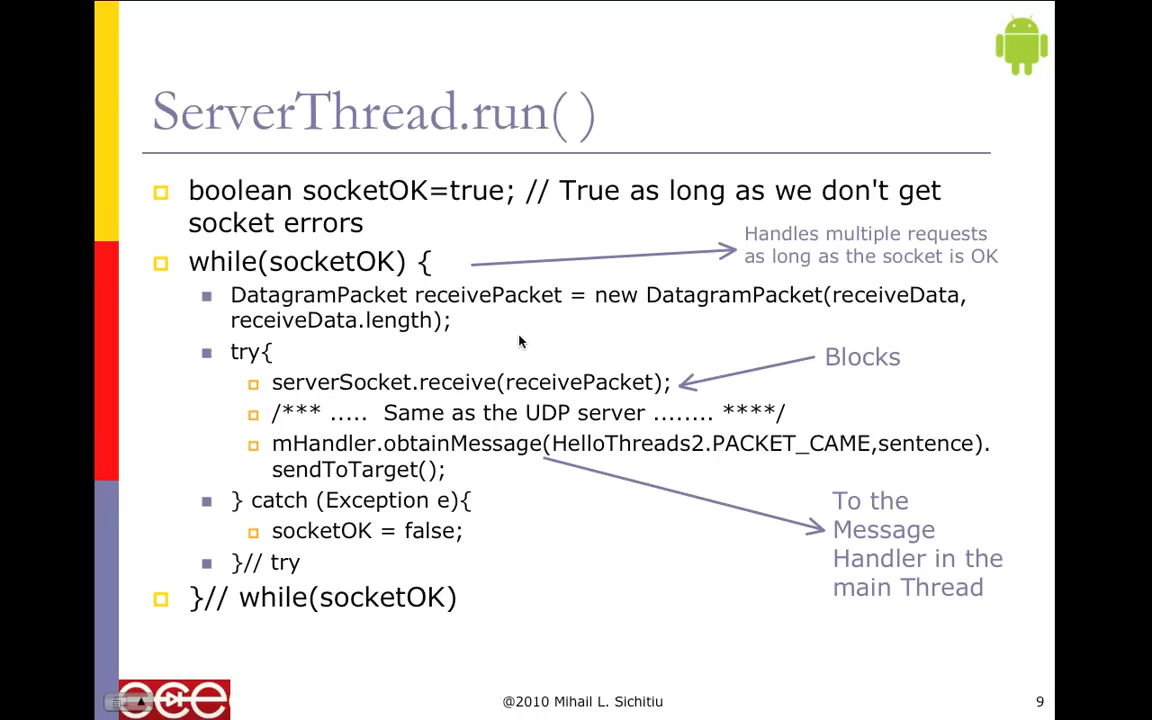 ServerThread.run( )
boolean socketOK=true; // True as long as we don't get
socket errors
Handles multiple requests
as long as the socket is OK
while(socketOK) {
DatagramPacket receivePacket = new DatagramPacket(receiveData,
receiveData.length);
try{
Blocks
serverSocket.receive(receivePacket);
/*** ..... Same as the UDP server ........ ****/
mHandler.obtainMessage(HelloThreads2.PACKET_CAME,sentence).
sendToTarget();
} catch (Exception e){
socketOK = false;
}// try
To the
Message
Handler in the
main Thread
}// while(socketOK)
ece
@2010 Mihail L. Sichitiu
9